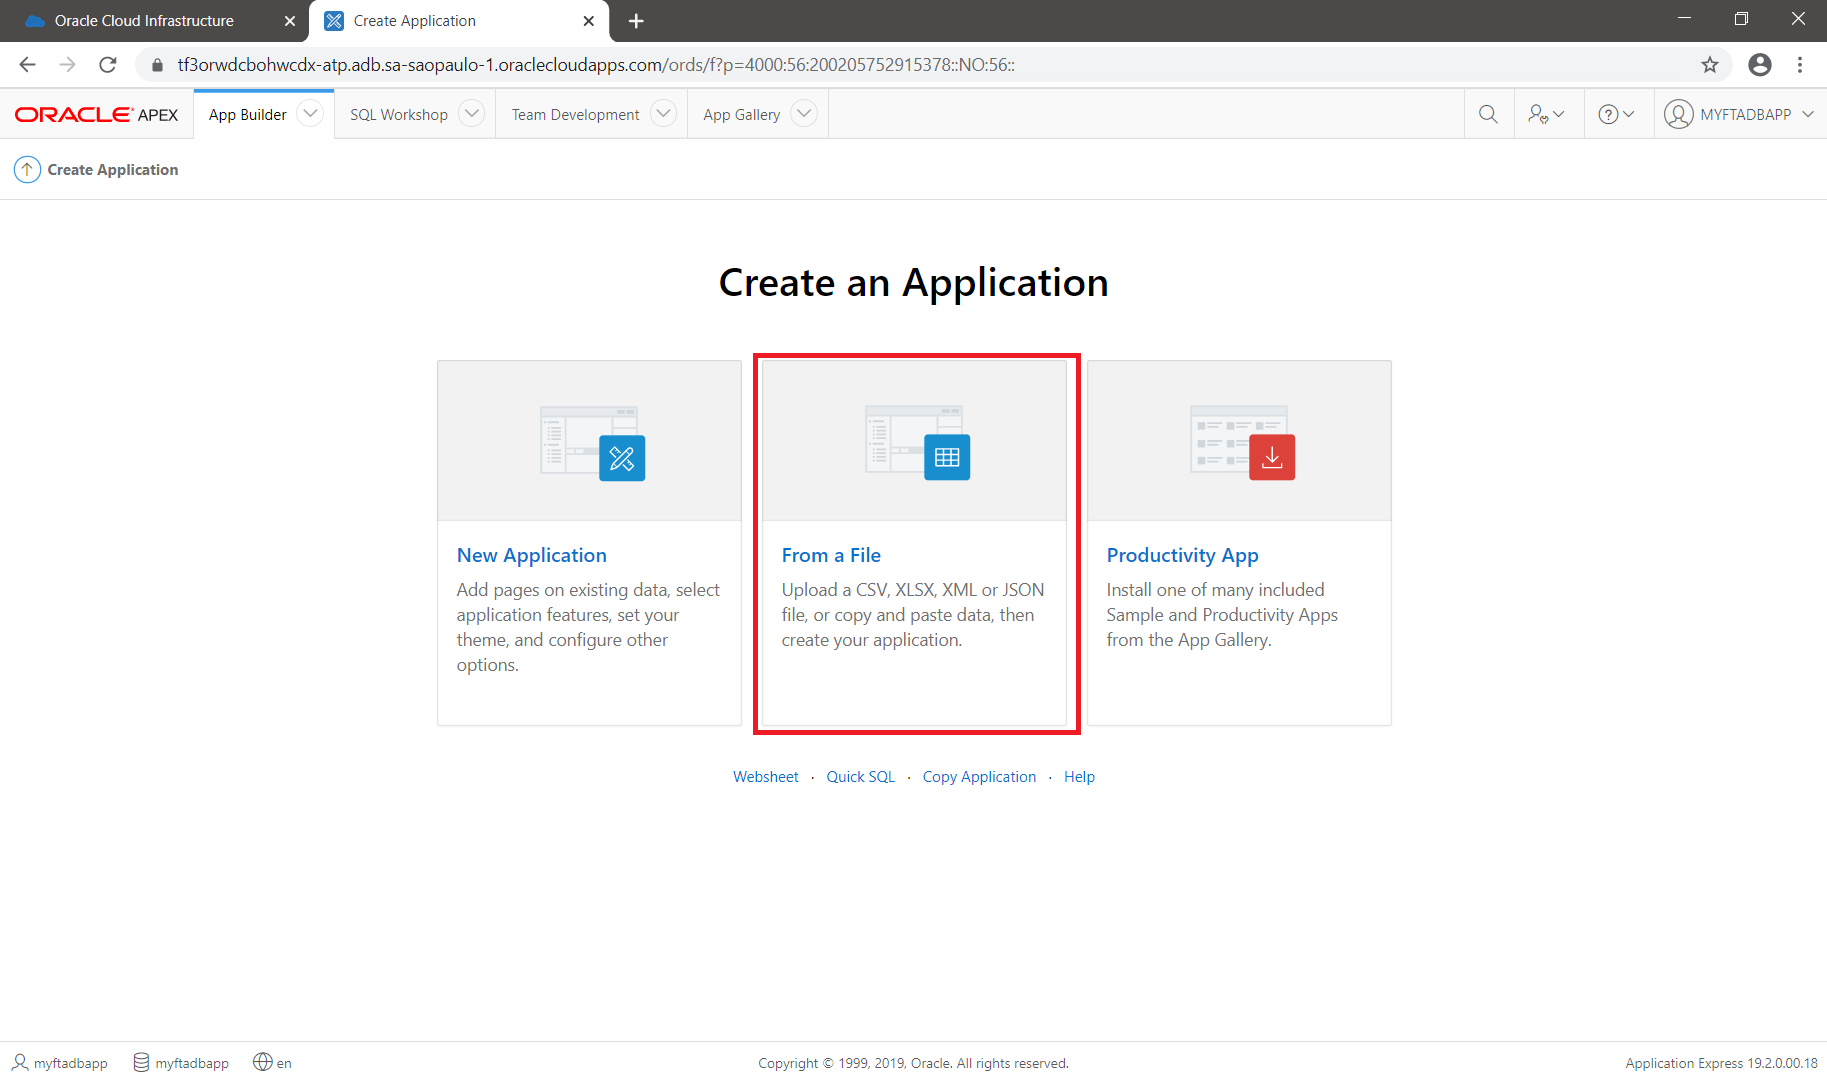 Oracle Cloud Infrastructure
Create Application
tf3orwdcbohwcdx-atp.adb.sa-saopaulo-1.oraclecloudapps.com/ords/f?p=4000:56:200205752915378::NO:56::
ORACLE APEX
App Builder
SQL Workshop
Team Development
App Gallery
MYFTADBAPP
Create Application
Create an Application
New Application
Add pages on existing data, select
application features, set your
theme, and configure other
options.
From a File
Upload a CSV, XLSX, XML or JSON
file, or copy and paste data, then
create your application.
Productivity App
Install one of many included
Sample and Productivity Apps
from the App Gallery.
Websheet · Quick SQL · Copy Application · Help
myftadbapp
myftadbapp
en
Copyright © 1999, 2019, Oracle. All rights reserved.
Application Express 19.2.0.00.18